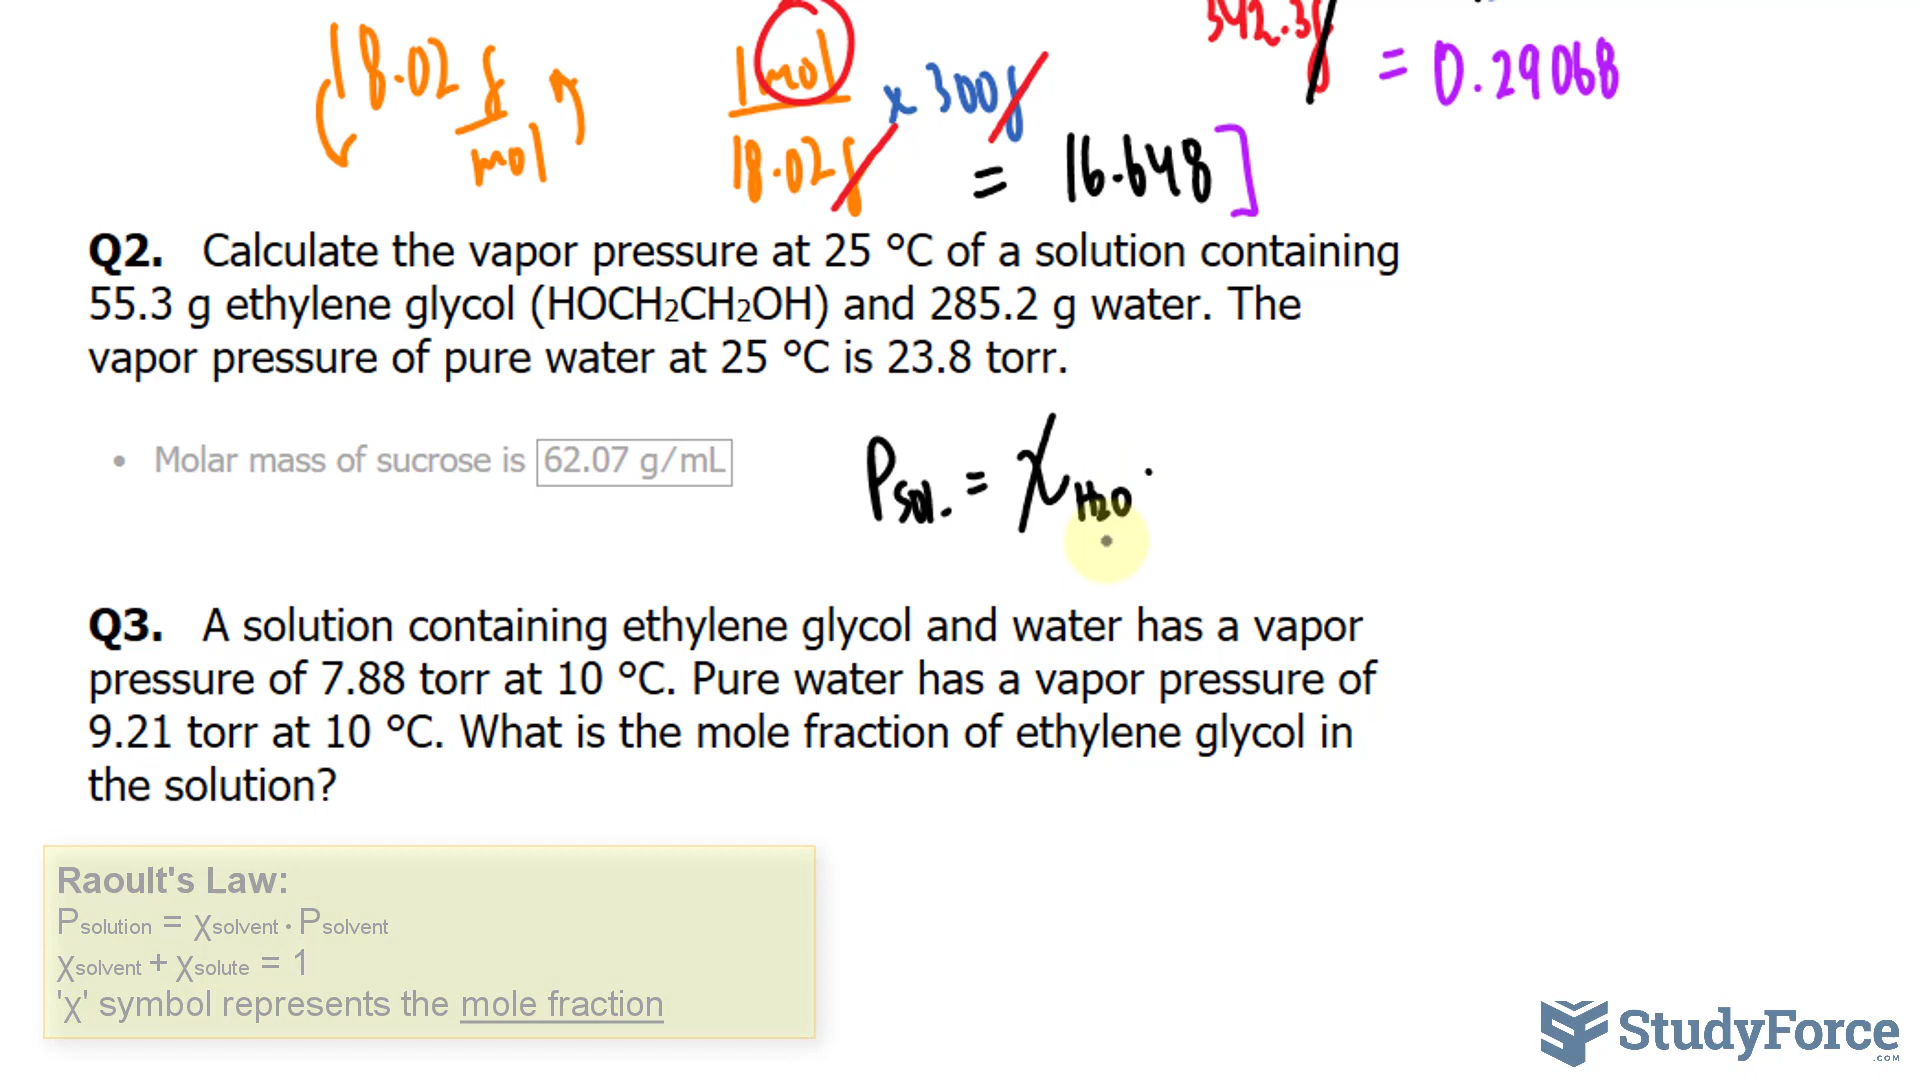 342.3g
= 0.29068
18.02 g/mol
1 mol/18.02g x 300g
= 16.648]
Q2. Calculate the vapor pressure at 25 °C of a solution containing
55.3 g ethylene glycol (HOCH2CH2OH) and 285.2 g water. The
vapor pressure of pure water at 25 °C is 23.8 torr.
• Molar mass of sucrose is 62.07 g/mL
Psol. = χH2O ·
Q3. A solution containing ethylene glycol and water has a vapor
pressure of 7.88 torr at 10 °C. Pure water has a vapor pressure of
9.21 torr at 10 °C. What is the mole fraction of ethylene glycol in
the solution?
Raoult's Law:
Psolution = χsolvent • Psolvent
χsolvent + χsolute = 1
'χ' symbol represents the mole fraction
StudyForce
.COM